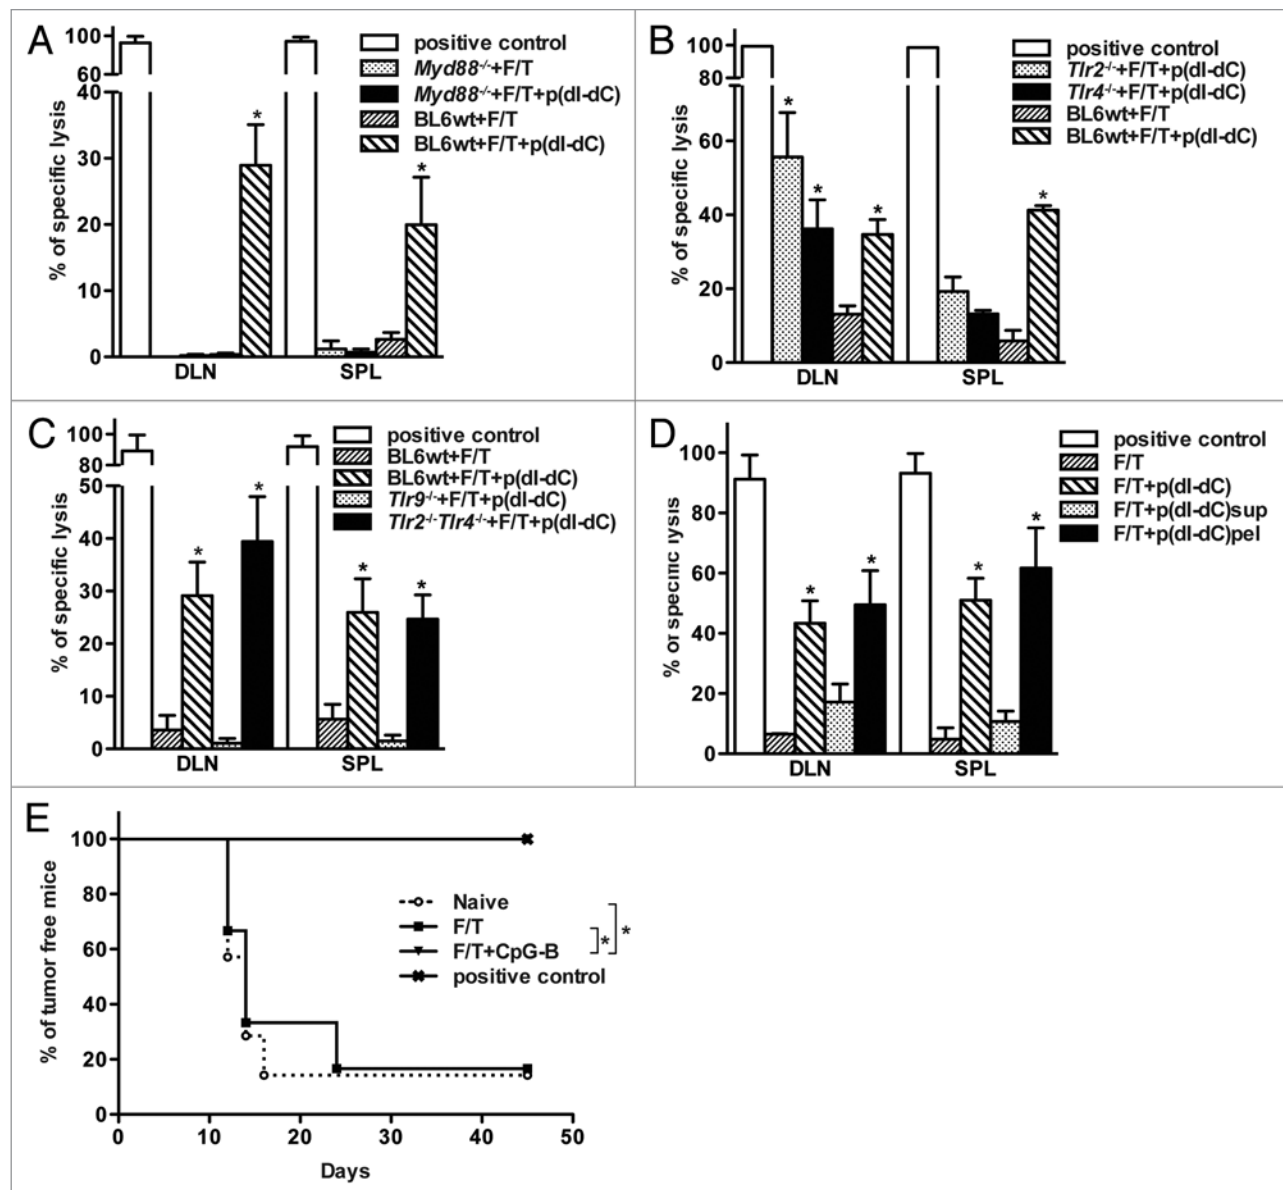 A
% of specific lysis
100
60
40
30
20
10
0
DLN
SPL
positive control
Myd88-/-+F/T
Myd88-/-+F/T+p(dI-dC)
BL6wt+F/T
BL6wt+F/T+p(dI-dC)
*
*
B
% of specific lysis
100
80
60
40
20
0
DLN
SPL
positive control
Tlr2-/-+F/T+p(dI-dC)
Tlr4-/-+F/T+p(dI-dC)
BL6wt+F/T
BL6wt+F/T+p(dI-dC)
*
*
*
*
C
% of specific lysis
100
80
50
40
30
20
10
0
DLN
SPL
positive control
BL6wt+F/T
BL6wt+F/T+p(dI-dC)
Tlr9-/-+F/T+p(dI-dC)
Tlr2-/-Tlr4-/-+F/T+p(dI-dC)
*
*
*
*
D
% of specific lysis
100
80
60
40
20
0
DLN
SPL
positive control
F/T
F/T+p(dI-dC)
F/T+p(dI-dC)sup
F/T+p(dI-dC)pel
*
*
*
*
E
% of tumor free mice
100
80
60
40
20
0
0 10 20 30 40 50
Days
Naive
F/T
F/T+CpG-B
positive control
*
*